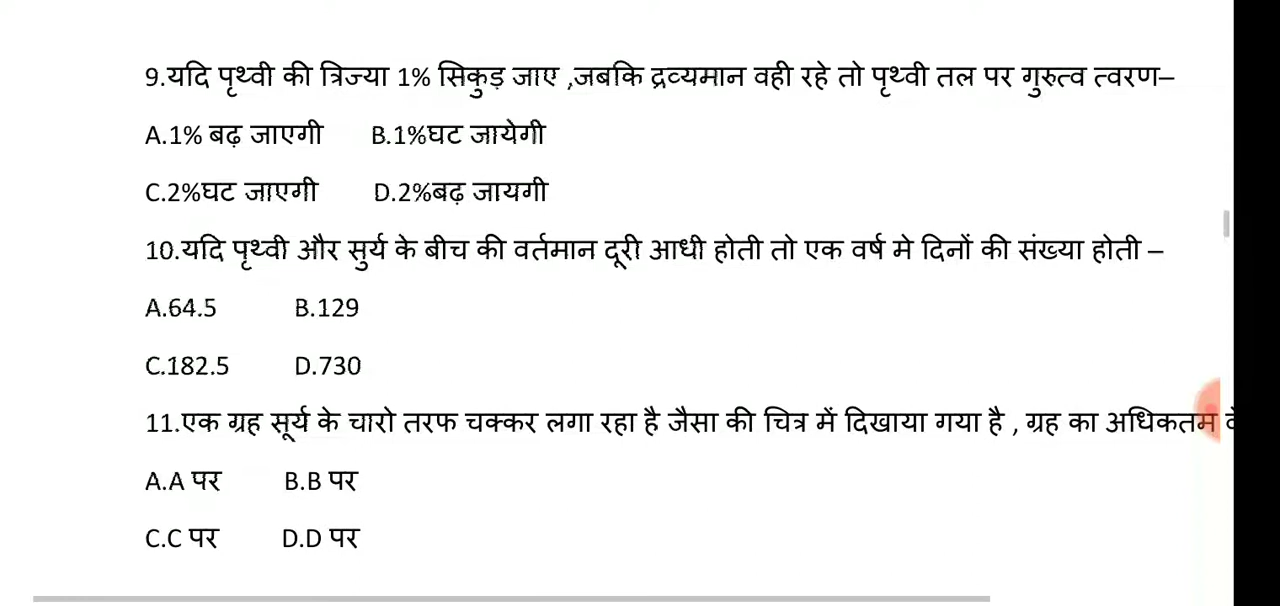 9.यदि पृथ्वी की त्रिज्या 1% सिकुड़ जाए ,जबकि द्रव्यमान वही रहे तो पृथ्वी तल पर गुरुत्व त्वरण–
A.1% बढ़ जाएगी B.1%घट जायेगी
C.2%घट जाएगी D.2%बढ़ जायगी
10.यदि पृथ्वी और सुर्य के बीच की वर्तमान दूरी आधी होती तो एक वर्ष मे दिनों की संख्या होती –
A.64.5 B.129
C.182.5 D.730
11.एक ग्रह सूर्य के चारो तरफ चक्कर लगा रहा है जैसा की चित्र में दिखाया गया है , ग्रह का अधिकतम
A.A पर B.B पर
C.C पर D.D पर